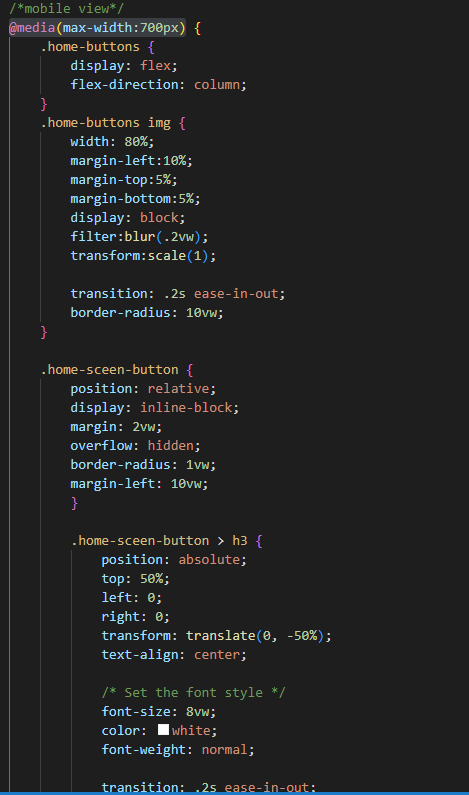 /*mobile view*/
@media(max-width:700px) {
    .home-buttons {
        display: flex;
        flex-direction: column;
    }
    .home-buttons img {
        width: 80%;
        margin-left:10%;
        margin-top:5%;
        margin-bottom:5%;
        display: block;
        filter:blur(.2vw);
        transform:scale(1);

        transition: .2s ease-in-out;
        border-radius: 10vw;
    }

    .home-sceen-button {
        position: relative;
        display: inline-block;
        margin: 2vw;
        overflow: hidden;
        border-radius: 1vw;
        margin-left: 10vw;
        }

        .home-sceen-button > h3 {
            position: absolute;
            top: 50%;
            left: 0;
            right: 0;
            transform: translate(0, -50%);
            text-align: center;

            /* Set the font style */
            font-size: 8vw;
            color: white;
            font-weight: normal;

            transition: .2s ease-in-out;